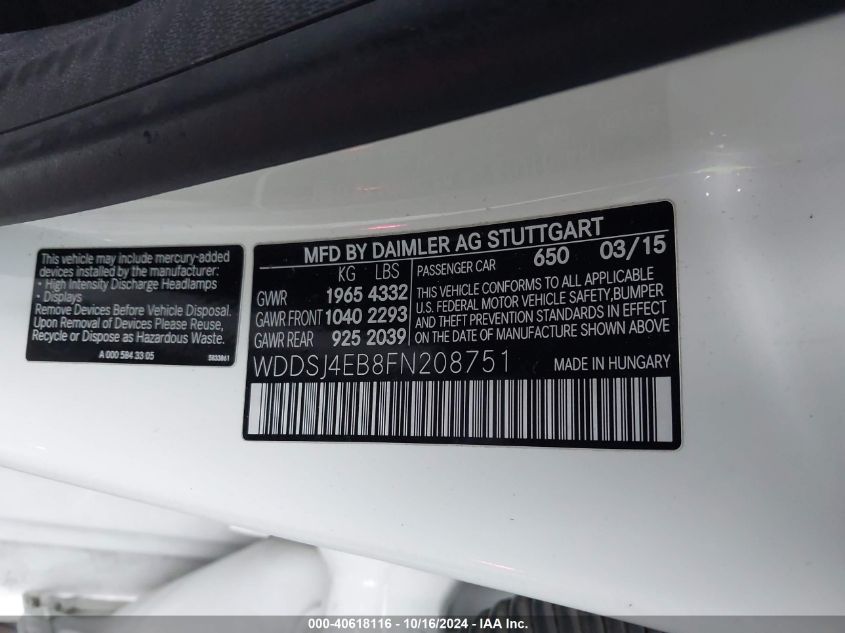 This vehicle may include mercury-added
devices installed by the manufacturer:
• High Intensity Discharge Headlamps
• Displays
Remove Devices Before Vehicle Disposal.
Upon Removal of Devices Please Reuse,
Recycle or Dispose as Hazardous Waste.
A 000 584 33 05
MFD BY DAIMLER AG STUTTGART
KG LBS
GVWR 1965 4332
GAWR FRONT 1040 2293
GAWR REAR 925 2039
PASSENGER CAR 650 03/15
THIS VEHICLE CONFORMS TO ALL APPLICABLE
U.S. FEDERAL MOTOR VEHICLE SAFETY, BUMPER
AND THEFT PREVENTION STANDARDS IN EFFECT
ON THE DATE OF MANUFACTURE SHOWN ABOVE
WDDSJ4EB8FN208751 MADE IN HUNGARY
000-40618116 - 10/16/2024 - IAA Inc.